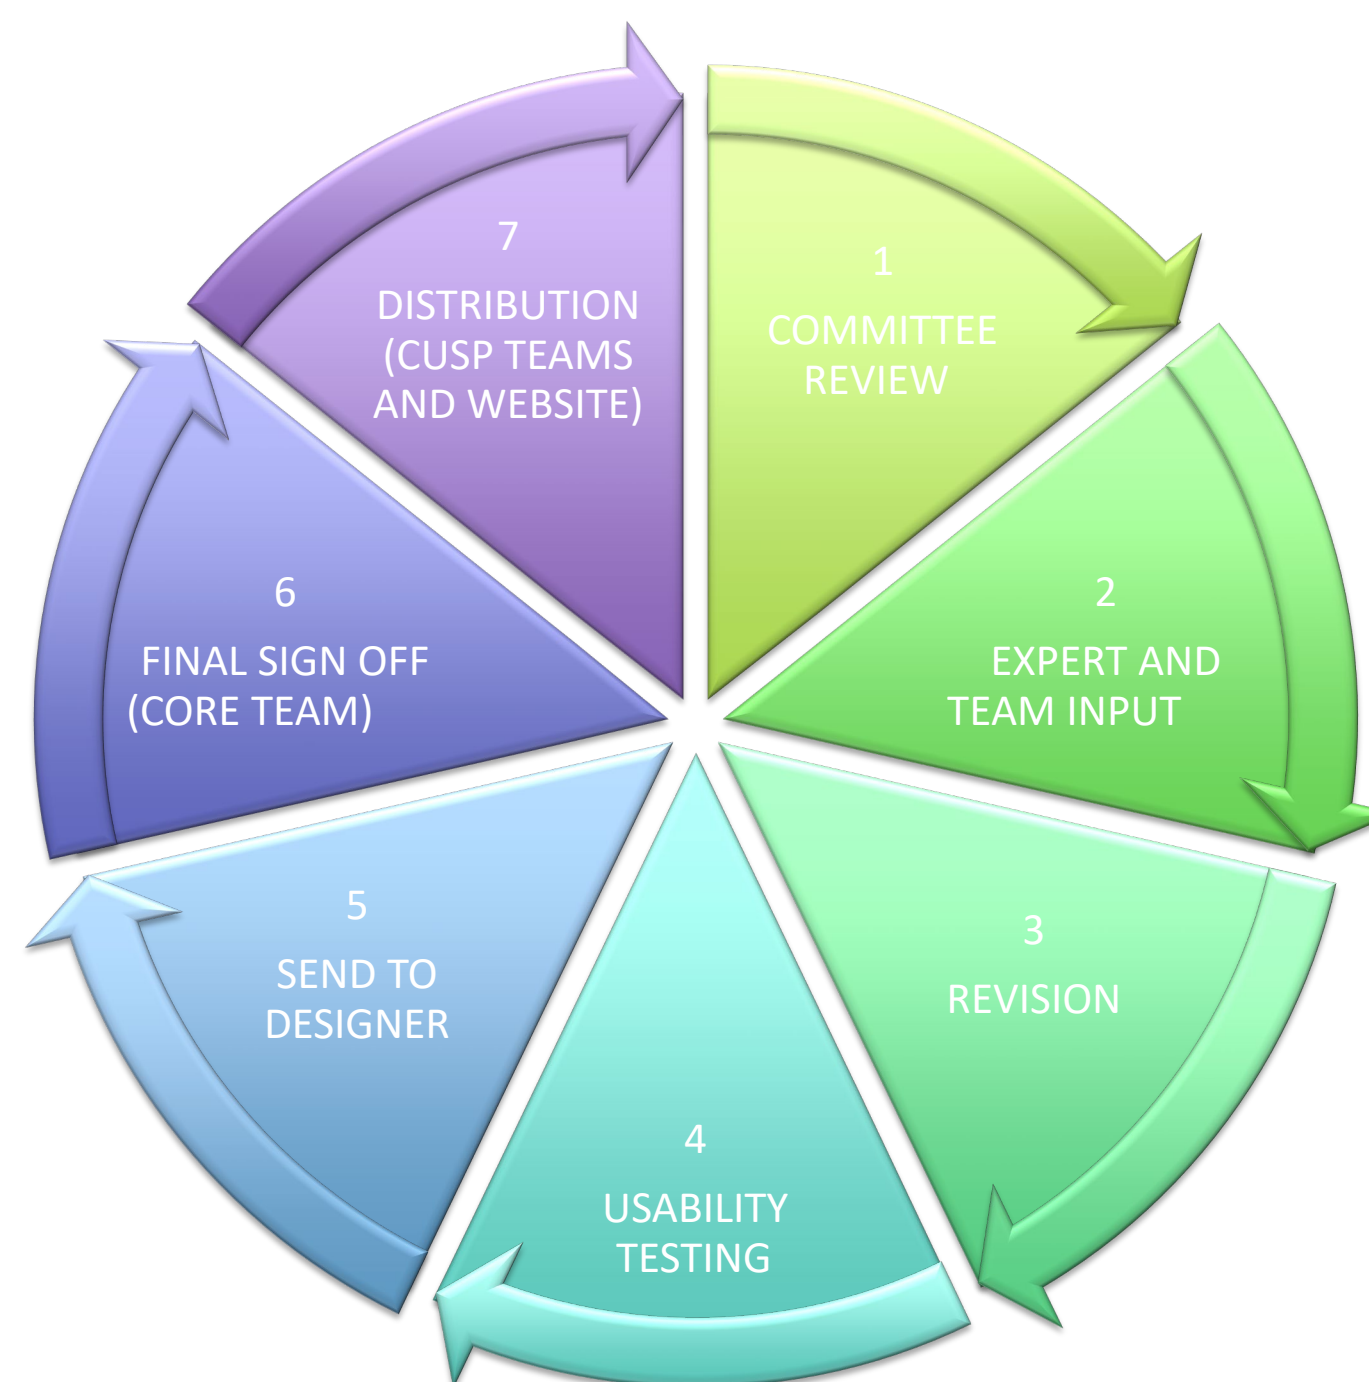 1
COMMITTEE
REVIEW
2
EXPERT AND
TEAM INPUT
3
REVISION
4
USABILITY
TESTING
5
SEND TO
DESIGNER
6
FINAL SIGN OFF
(CORE TEAM)
7
DISTRIBUTION
(CUSP TEAMS
AND WEBSITE)